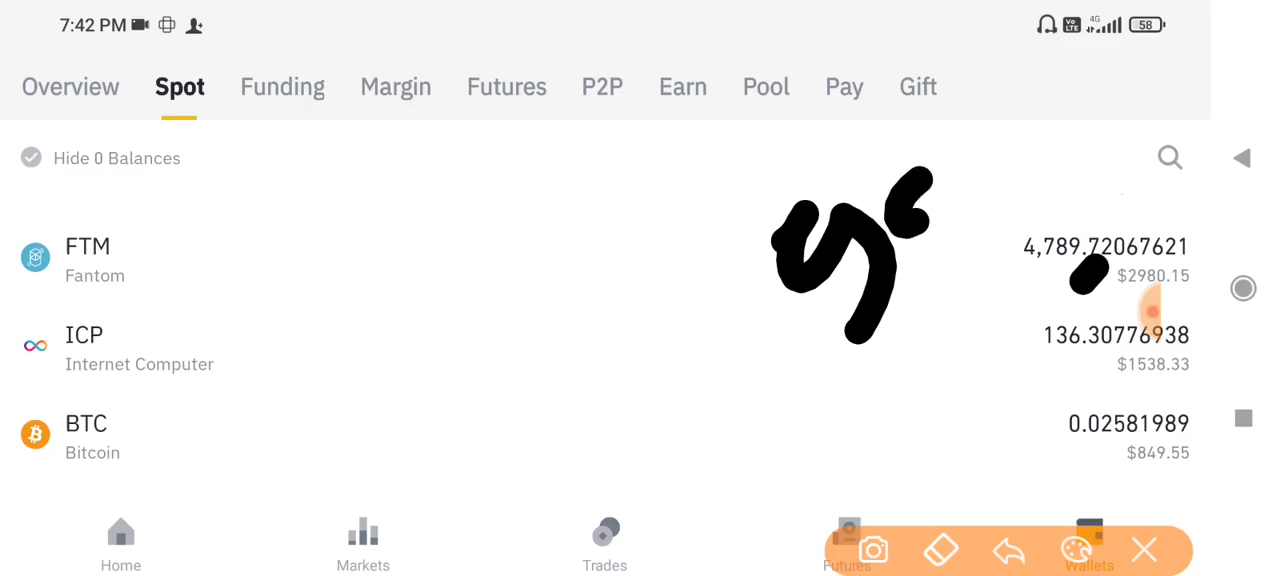 7:42 PM VoLTE 4G 58
Overview Spot Funding Margin Futures P2P Earn Pool Pay Gift
Hide 0 Balances
FTM 4,789.72067621
Fantom $2980.15
ICP 136.30776938
Internet Computer $1538.33
BTC 0.02581989
Bitcoin $849.55
Home Markets Trades Futures Wallets